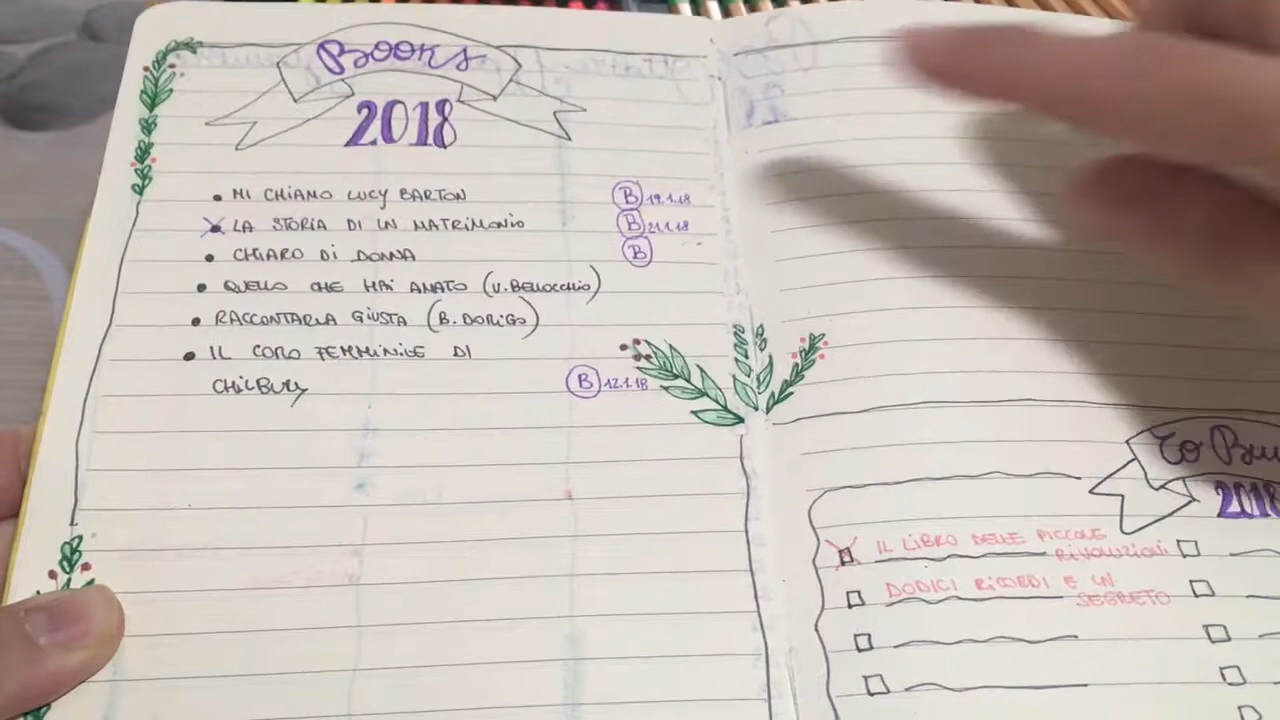 Books
2018
• MI CHIAMO LUCY BARTON B 19.1.18
• LA STORIA DI UN MATRIMONIO B 21.1.18
• CHIARO DI DONNA B
• QUELLO CHE HAI AMATO (V. BELLOCCHIO)
• RACCONTARLA GIUSTA (B. DORIGO)
• IL CORO FEMMINILE DI
CHILBURY B 12.1.18
To Bu
2018
IL LIBRO DELLE PICCOLE
RIVOLUZIONI
DODICI RICORDI E UN
SEGRETO